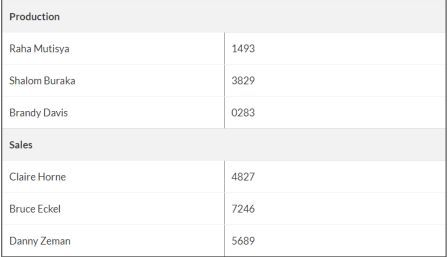 Production
Raha Mutisya 1493
Shalom Buraka 3829
Brandy Davis 0283
Sales
Claire Horne 4827
Bruce Eckel 7246
Danny Zeman 5689